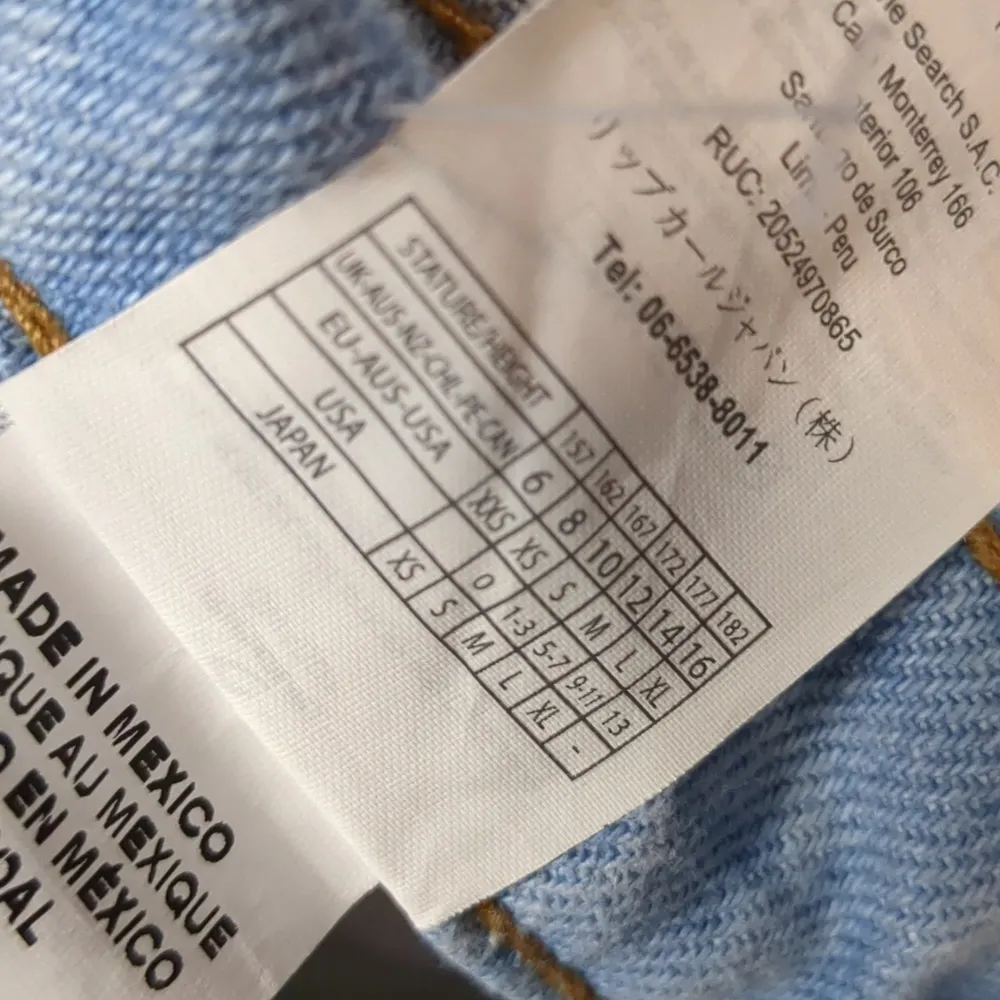 Search S.A.C.
Monterrey 166
terior 106
de Surco
Peru
RUC: 20524970865
リップカールジャパン（株）
Tel: 06-6538-8011
STATURE/HEIGHT 157 162 167 172 177 182
UK-AUS-NZ-CHL-PE-CAN 6 8 10 12 14 16
EU-AUS-USA XXS XS S M L XL
USA 0 1-3 5-7 9-11 13
JAPAN XS S M L XL -
MADE IN MEXICO
QUE AU MEXIQUE
EN MÉXICO